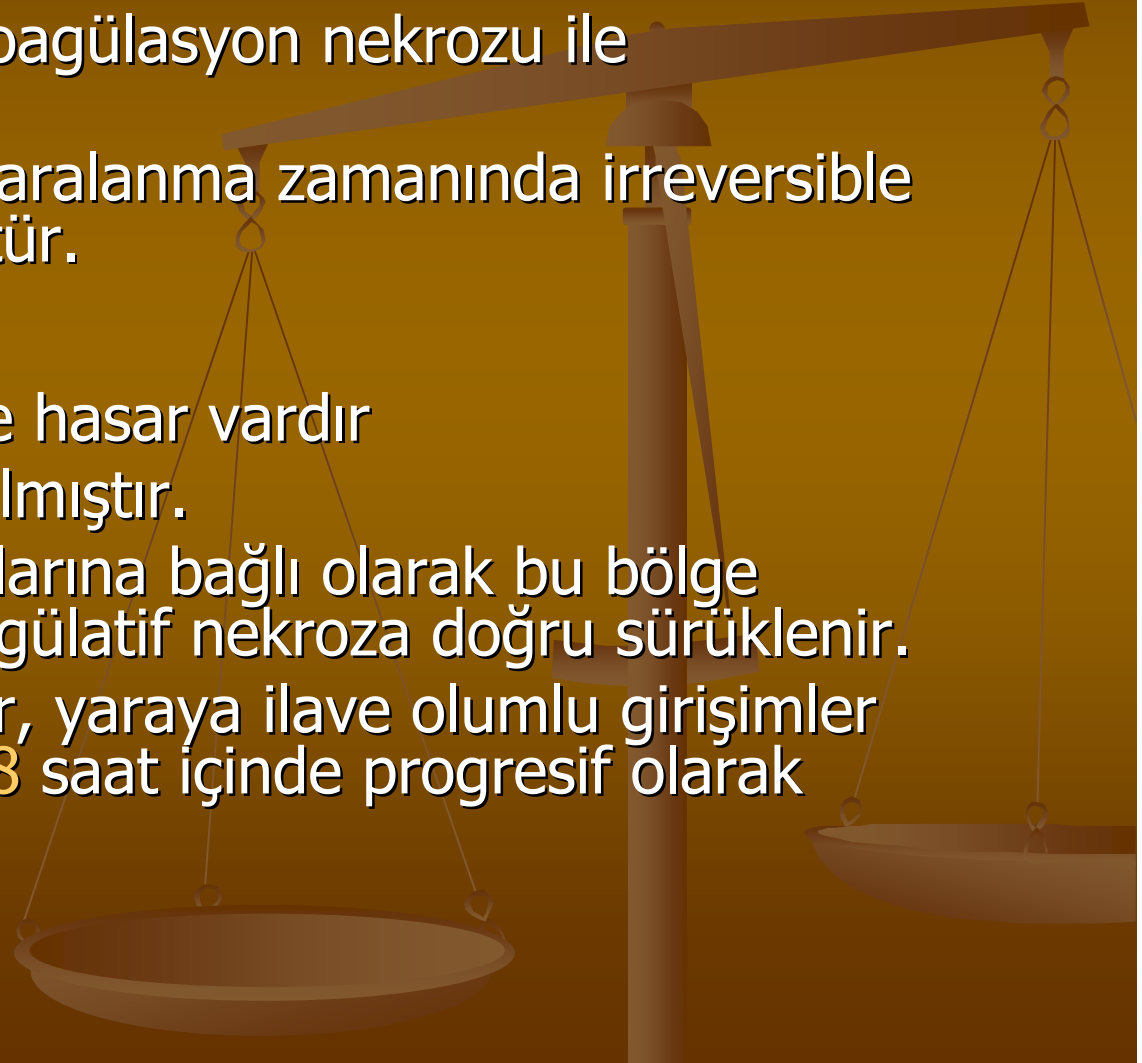 oagülasyon nekrozu ile
aralanma zamanında irreversible
tür.
e hasar vardır
lmıştır.
larına bağlı olarak bu bölge
gülatif nekroza doğru sürüklenir.
r, yaraya ilave olumlu girişimler
8 saat içinde progresif olarak